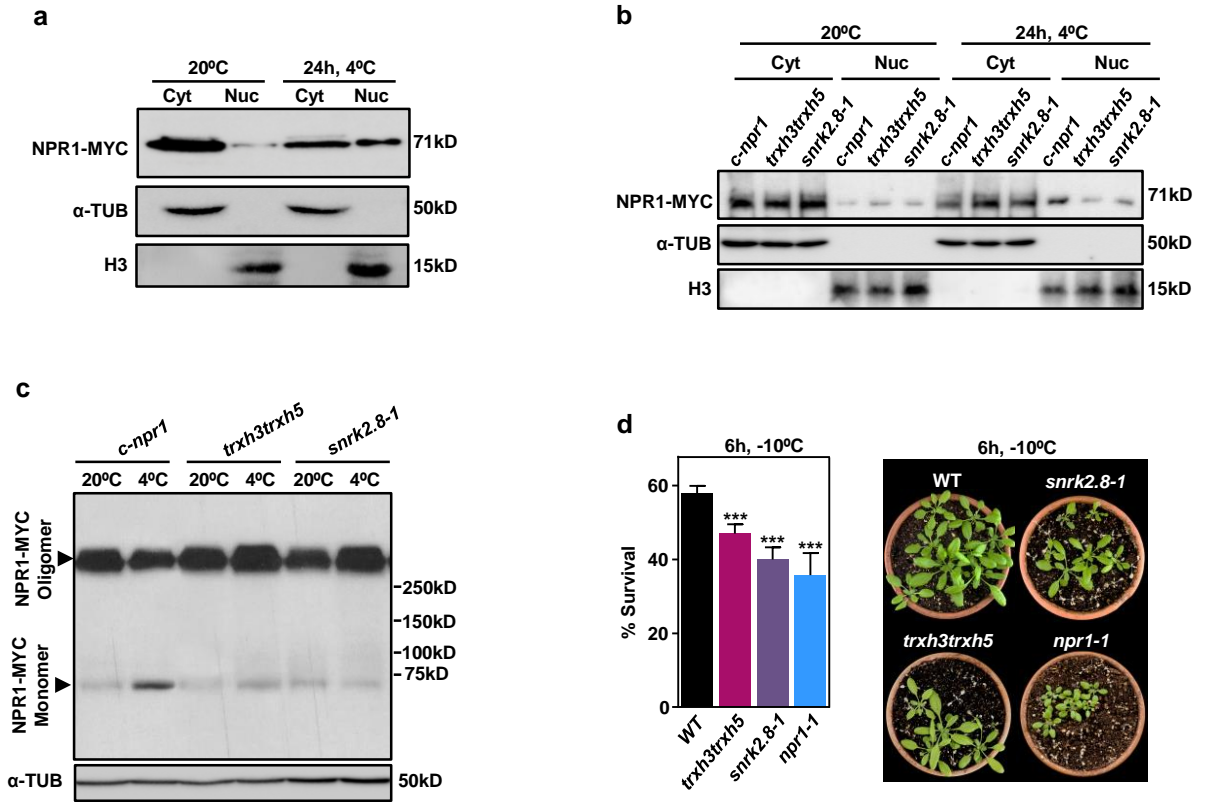 a
20ºC 24h, 4ºC
Cyt Nuc Cyt Nuc
NPR1-MYC 71kD
α-TUB 50kD
H3 15kD
b
20ºC 24h, 4ºC
Cyt Nuc Cyt Nuc
c-npr1 trxh3trxh5 snrk2.8-1 c-npr1 trxh3trxh5 snrk2.8-1 c-npr1 trxh3trxh5 snrk2.8-1 c-npr1 trxh3trxh5 snrk2.8-1
NPR1-MYC 71kD
α-TUB 50kD
H3 15kD
c
c-npr1 trxh3trxh5 snrk2.8-1
20ºC 4ºC 20ºC 4ºC 20ºC 4ºC
NPR1-MYC
Oligomer
250kD
150kD
100kD
75kD
NPR1-MYC
Monomer
α-TUB 50kD
d
6h, -10ºC
% Survival
60
40
20
0
*** *** ***
WT trxh3trxh5 snrk2.8-1 npr1-1
6h, -10ºC
WT snrk2.8-1
trxh3trxh5 npr1-1